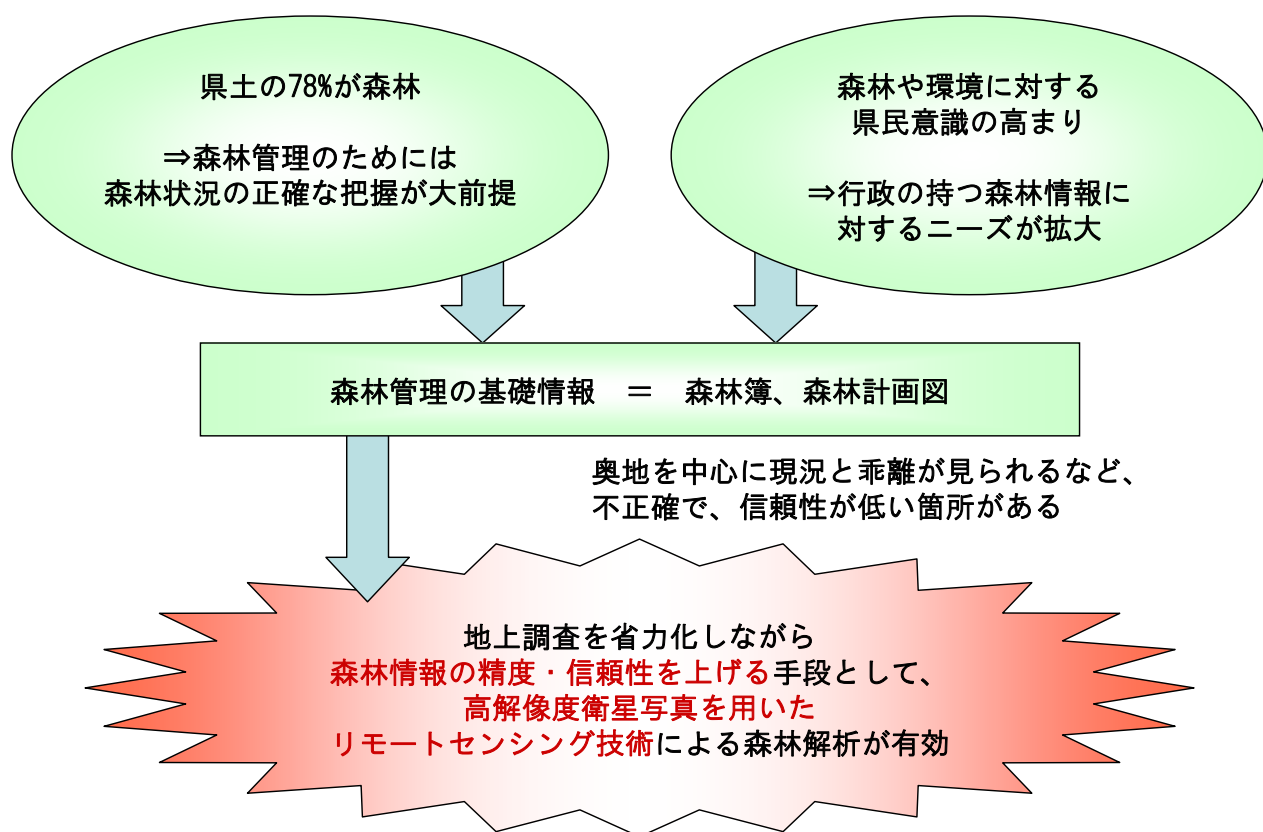 県土の78%が森林
⇒森林管理のためには
森林状況の正確な把握が大前提
森林や環境に対する
県民意識の高まり
⇒行政の持つ森林情報に
対するニーズが拡大
森林管理の基礎情報 = 森林簿、森林計画図
奥地を中心に現況と乖離が見られるなど、
不正確で、信頼性が低い箇所がある
地上調査を省力化しながら
森林情報の精度・信頼性を上げる手段として、
高解像度衛星写真を用いた
リモートセンシング技術による森林解析が有効